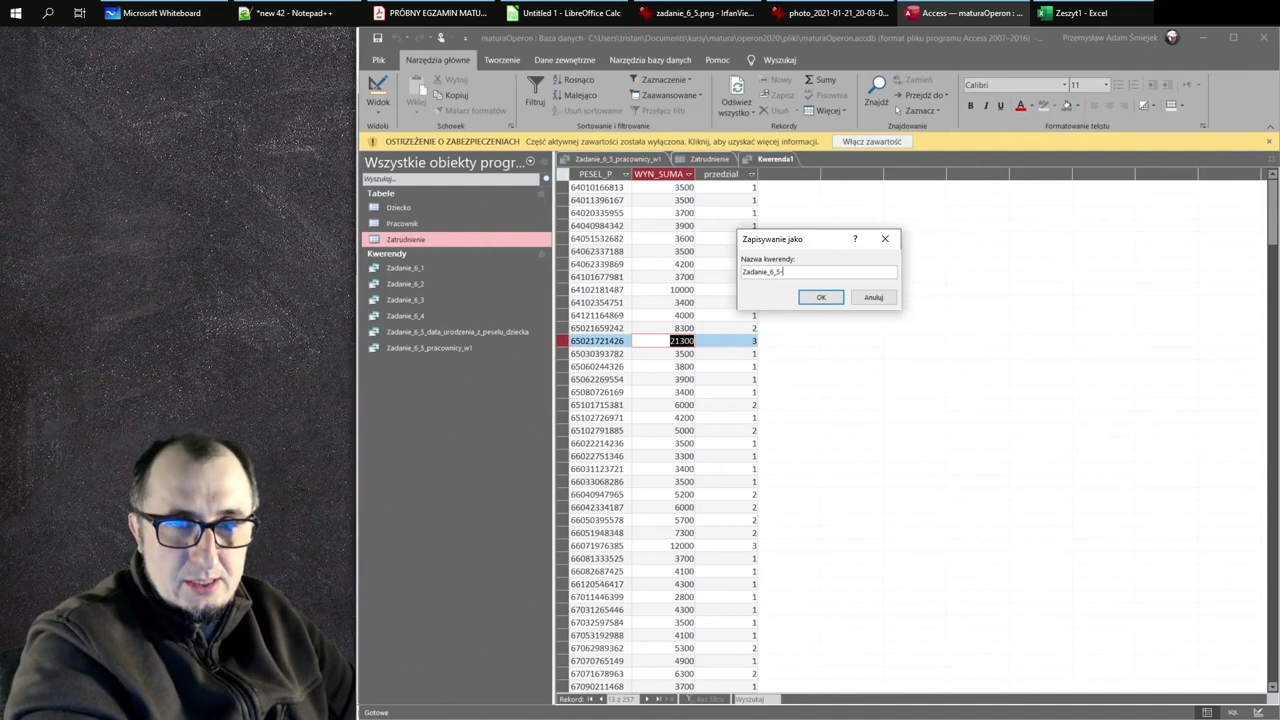 Microsoft Whiteboard
*new 42 - Notepad++
PRÓBNY EGZAMIN MATU...
Untitled 1 - LibreOffice Calc
zadanie_6_5.png - IrfanVie...
photo_2021-01-21_20-03-0...
Access — maturaOperon : ...
Zeszyt1 - Excel
maturaOperon : Baza danych- C:\Users\tristan\Documents\kursy\matura\operon2020\pliki\maturaOperon.accdb (format pliku programu Access 2007–2016) -...
Przemysław Adam Śmiejek
Plik
Narzędzia główne
Tworzenie
Dane zewnętrzne
Narzędzia bazy danych
Pomoc
Wyszukaj
Widok
Wklej
Wytnij
Kopiuj
Malarz formatów
Filtruj
Rosnąco
Malejąco
Usuń sortowanie
Zaznaczenie
Zaawansowane
Przełącz filtr
Odśwież wszystko
Nowy
Zapisz
Usuń
Sumy
Pisownia
Więcej
Znajdź
Zamień
Przejdź do
Zaznacz
Calibri
11
B I U
Widoki
Schowek
Sortowanie i filtrowanie
Rekordy
Znajdowanie
Formatowanie tekstu
OSTRZEŻENIE O ZABEZPIECZENIACH Część aktywnej zawartości została wyłączona. Kliknij, aby uzyskać więcej informacji.
Włącz zawartość
Wszystkie obiekty progr...
Wyszukaj...
Tabele
Dziecko
Pracownik
Zatrudnienie
Kwerendy
Zadanie_6_1
Zadanie_6_2
Zadanie_6_3
Zadanie_6_4
Zadanie_6_5_data_urodzenia_z_peselu_dziecka
Zadanie_6_5_pracownicy_w1
Zadanie_6_5_pracownicy_w1
Zatrudnienie
Kwerenda1
PESEL_P WYN_SUMA przedzial
64010166813 3500 1
64011396167 3500 1
64020335955 3700 1
64040984342 3900 1
64051532682 3600
64062337188 3500
64062339869 4200
64101677981 3700
64102181487 10000
64102354751 3400
64121164869 4000 1
65021659242 8300 2
65021721426 21300 3
65030393782 3500 1
65060244326 3800 1
65062269554 3900 1
65080726169 3400 1
65101715381 6000 2
65102726971 4200 1
65102791885 5000 2
66022214236 3500 1
66022751346 3300 1
66031123721 3400 1
66033068286 3500 1
66040947965 5200 2
66042334187 6000 2
66050395578 5700 2
66051948348 7300 2
66071976385 12000 3
66081333525 3700 1
66082687425 4100 1
66120546417 4300 1
67011446399 2800 1
67031265446 4300 1
67032597584 3500 1
67053192988 4100 1
67062989362 5300 2
67070765149 4900 1
67071678963 6300 2
67090211468 3700 1
Zapisywanie jako
?
Nazwa kwerendy:
Zadanie_6_5-
OK
Anuluj
Rekord: 13 z 257
Bez filtru
Wyszukaj
Gotowe
SQL